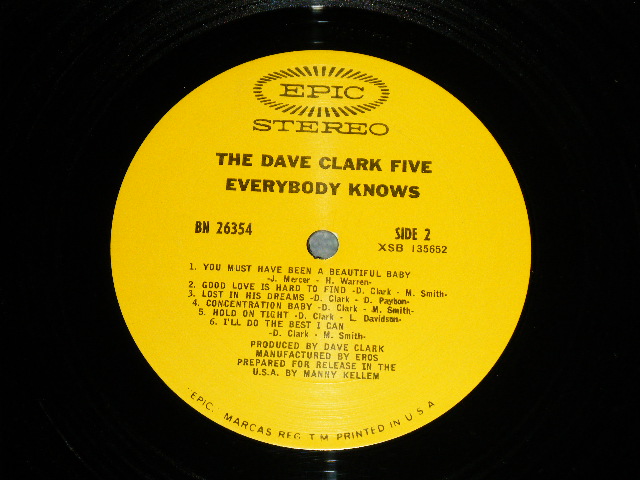 EPIC
STEREO
THE DAVE CLARK FIVE
EVERYBODY KNOWS
BN 26354
SIDE 2
XSB 135652
1. YOU MUST HAVE BEEN A BEAUTIFUL BABY
-J. Mercer - H. Warren-
2. GOOD LOVE IS HARD TO FIND -D. Clark - M. Smith-
3. LOST IN HIS DREAMS -D. Clark - D. Paylson-
4. CONCENTRATION BABY -D. Clark - M. Smith-
5. HOLD ON TIGHT -D. Clark - L. Davidson-
6. I'LL DO THE BEST I CAN
-D. Clark - M. Smith-
PRODUCED BY DAVE CLARK
MANUFACTURED BY EROS
PREPARED FOR RELEASE IN THE
U.S.A. BY MANNY KELLEM
"EPIC," MARCAS REG. T.M. PRINTED IN U.S.A.